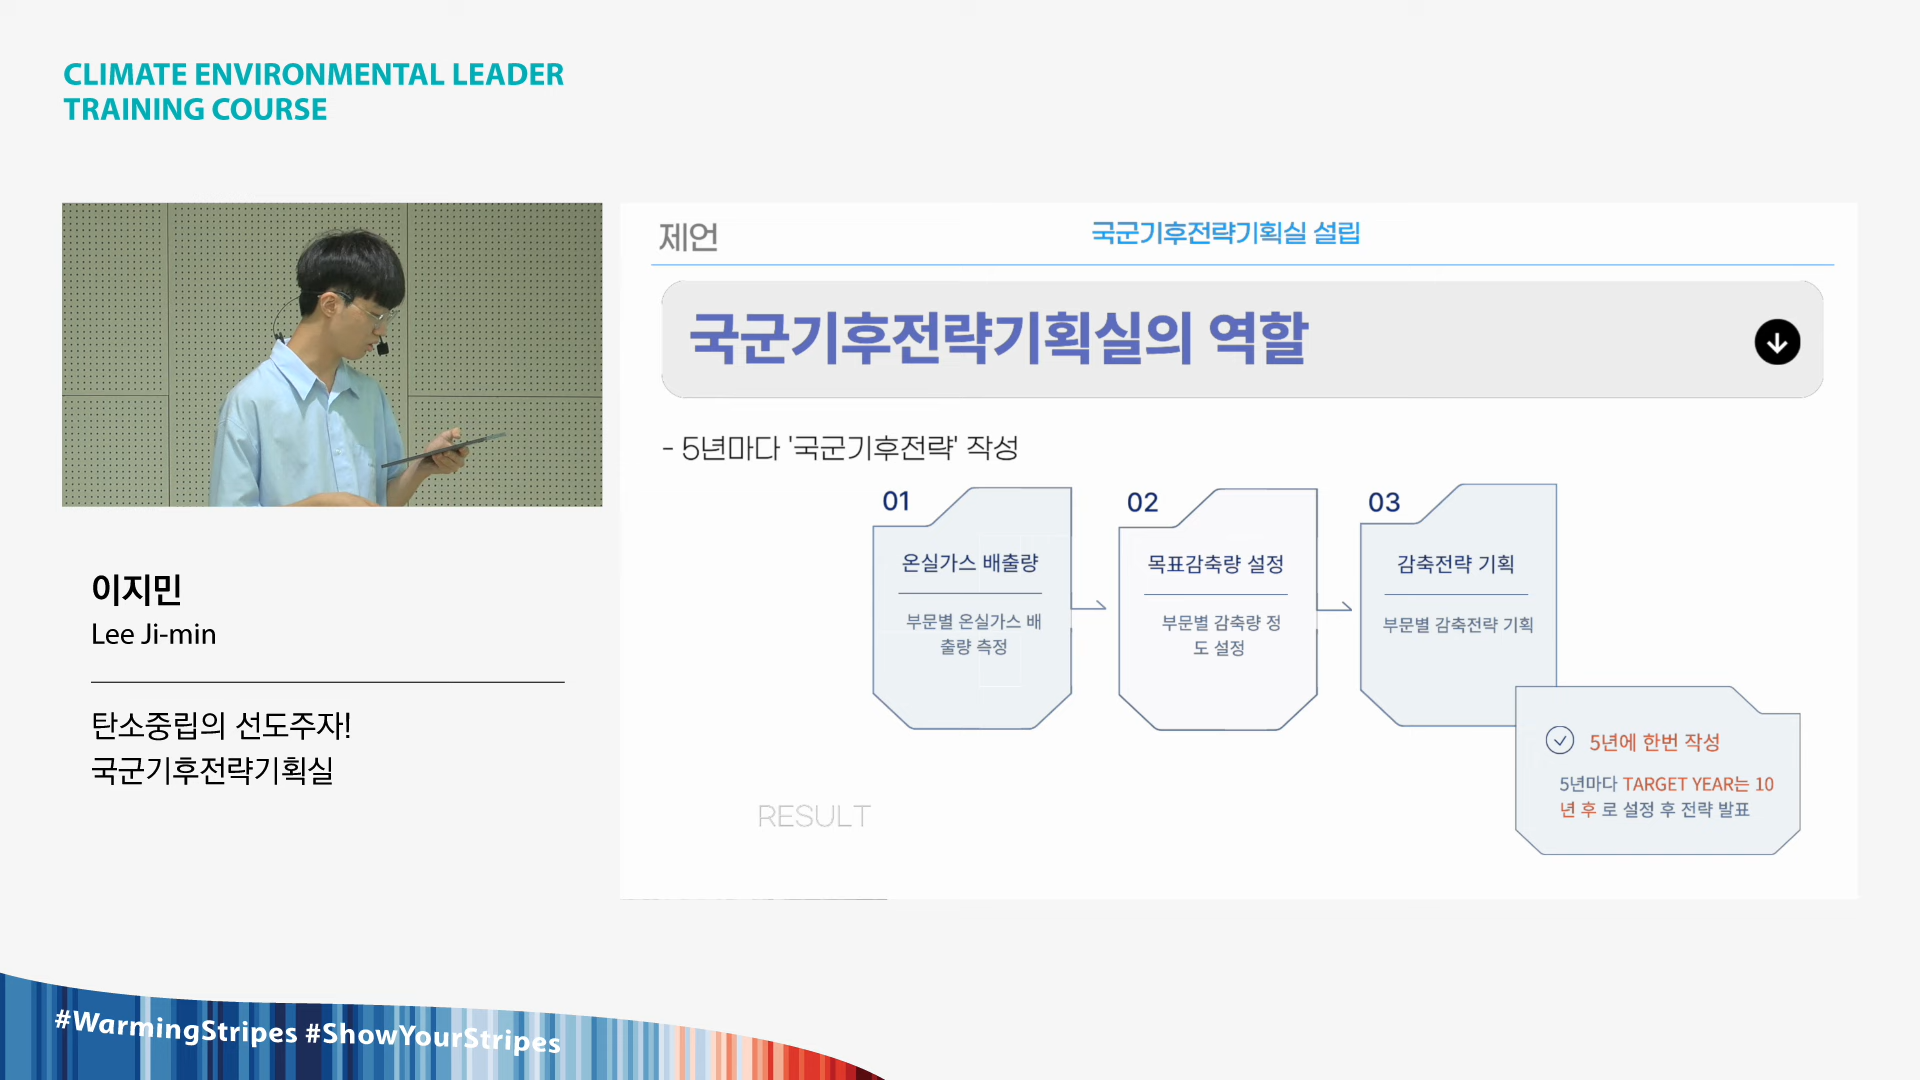 CLIMATE ENVIRONMENTAL LEADER
TRAINING COURSE
이지민
Lee Ji-min
탄소중립의 선도주자!
국군기후전략기획실
제언
국군기후전략기획실 설립
국군기후전략기획실의 역할
- 5년마다 '국군기후전략' 작성
01
온실가스 배출량
부문별 온실가스 배
출량 측정
02
목표감축량 설정
부문별 감축량 정
도 설정
03
감축전략 기획
부문별 감축전략 기획
5년에 한번 작성
5년마다 TARGET YEAR는 10
년 후 로 설정 후 전략 발표
RESULT
#WarmingStripes #ShowYourStripes